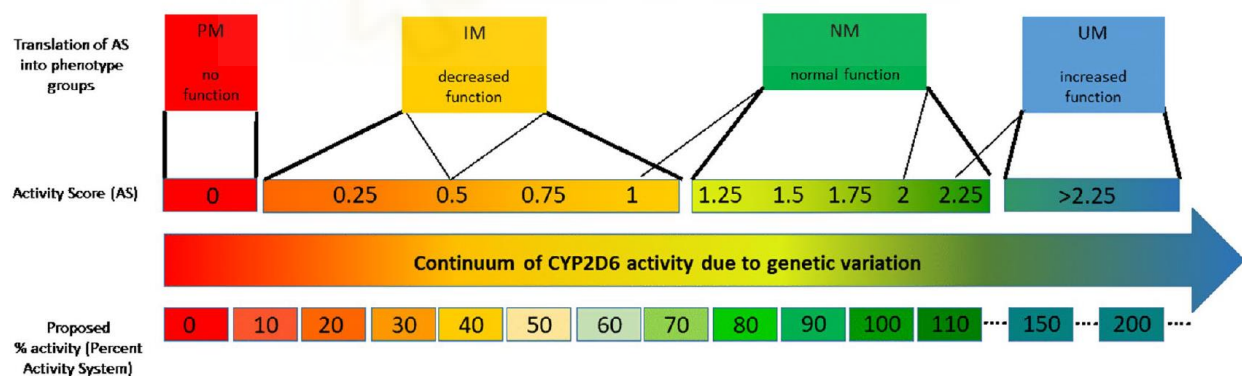 Translation of AS
into phenotype
groups
PM
no
function
IM
decreased
function
NM
normal function
UM
increased
function
Activity Score (AS)
0
0.25 0.5 0.75 1
1.25 1.5 1.75 2 2.25
>2.25
Continuum of CYP2D6 activity due to genetic variation
Proposed
% activity (Percent
Activity System)
0 10 20 30 40 50 60 70 80 90 100 110 150 200